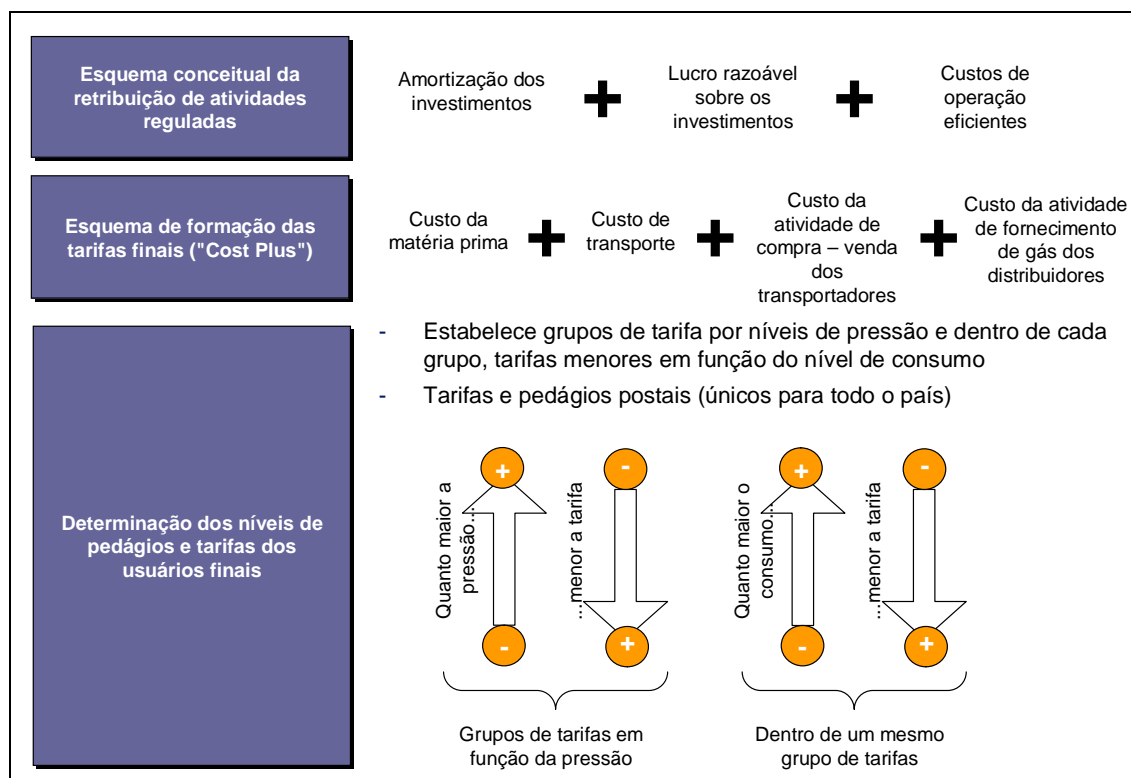 Esquema conceitual da
retribuição de atividades
reguladas
Amortização dos
investimentos
+
Lucro razoável
sobre os
investimentos
+
Custos de
operação
eficientes
Esquema de formação das
tarifas finais ("Cost Plus")
Custo da
matéria prima
+
Custo de
transporte
+
Custo da
atividade de
compra – venda
dos
transportadores
+
Custo da atividade
de fornecimento
de gás dos
distribuidores
Determinação dos níveis de
pedágios e tarifas dos
usuários finais
- Estabelece grupos de tarifa por níveis de pressão e dentro de cada
grupo, tarifas menores em função do nível de consumo
- Tarifas e pedágios postais (únicos para todo o país)
Quanto maior a
pressão...
+
-
...menor a tarifa
-
+
Grupos de tarifas em
função da pressão
Quanto maior o
consumo...
+
-
...menor a tarifa
-
+
Dentro de um mesmo
grupo de tarifas